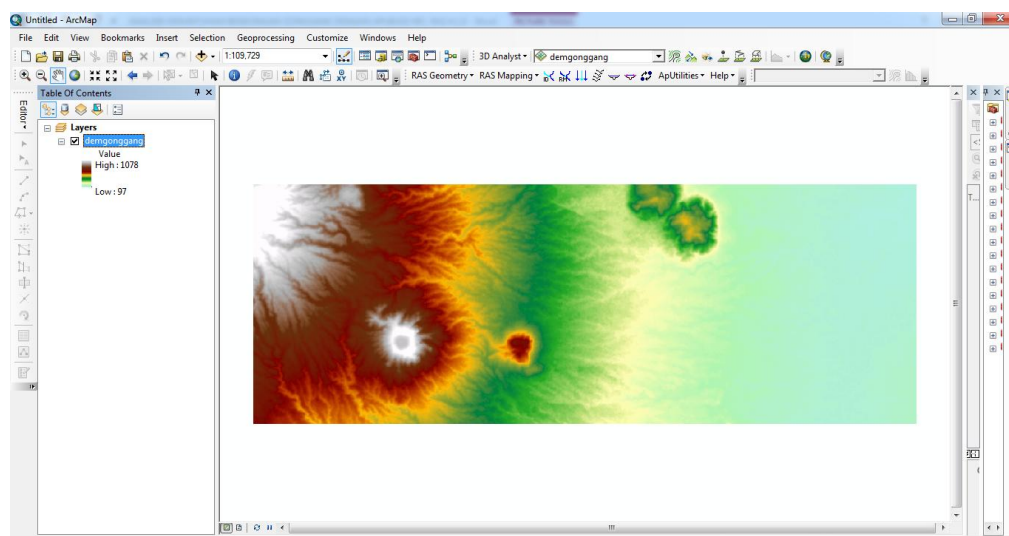 Untitled - ArcMap
File Edit View Bookmarks Insert Selection Geoprocessing Customize Windows Help
1:109,729 3D Analyst demgonggang
RAS Geometry RAS Mapping ApUtilities Help
Table Of Contents
Editor
Layers
demgonggang
Value
High : 1078
Low : 97
T...